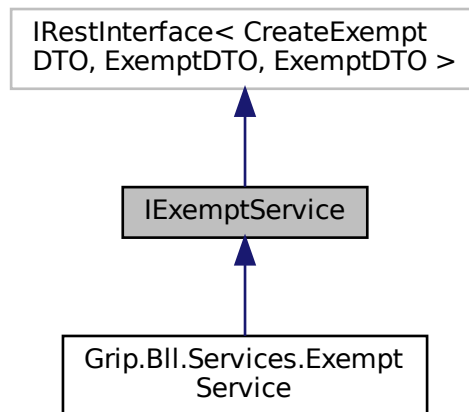 IRestInterface< CreateExempt
DTO, ExemptDTO, ExemptDTO >
IExemptService
Grip.Bll.Services.Exempt
Service